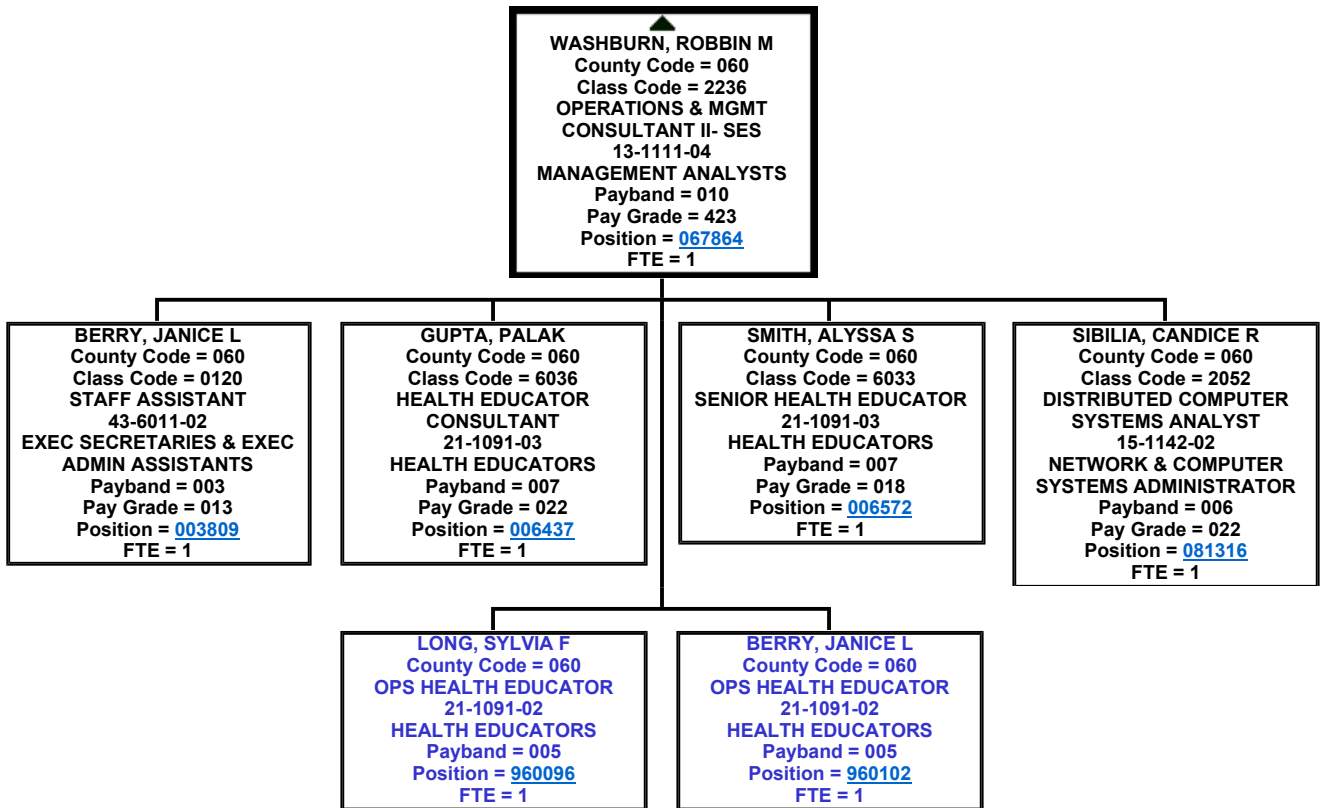 WASHBURN, ROBBIN M
County Code = 060
Class Code = 2236
OPERATIONS & MGMT
CONSULTANT II- SES
13-1111-04
MANAGEMENT ANALYSTS
Payband = 010
Pay Grade = 423
Position = 067864
FTE = 1
BERRY, JANICE L
County Code = 060
Class Code = 0120
STAFF ASSISTANT
43-6011-02
EXEC SECRETARIES & EXEC
ADMIN ASSISTANTS
Payband = 003
Pay Grade = 013
Position = 003809
FTE = 1
GUPTA, PALAK
County Code = 060
Class Code = 6036
HEALTH EDUCATOR
CONSULTANT
21-1091-03
HEALTH EDUCATORS
Payband = 007
Pay Grade = 022
Position = 006437
FTE = 1
SMITH, ALYSSA S
County Code = 060
Class Code = 6033
SENIOR HEALTH EDUCATOR
21-1091-03
HEALTH EDUCATORS
Payband = 007
Pay Grade = 018
Position = 006572
FTE = 1
SIBILIA, CANDICE R
County Code = 060
Class Code = 2052
DISTRIBUTED COMPUTER
SYSTEMS ANALYST
15-1142-02
NETWORK & COMPUTER
SYSTEMS ADMINISTRATOR
Payband = 006
Pay Grade = 022
Position = 081316
FTE = 1
LONG, SYLVIA F
County Code = 060
OPS HEALTH EDUCATOR
21-1091-02
HEALTH EDUCATORS
Payband = 005
Position = 960096
FTE = 1
BERRY, JANICE L
County Code = 060
OPS HEALTH EDUCATOR
21-1091-02
HEALTH EDUCATORS
Payband = 005
Position = 960102
FTE = 1